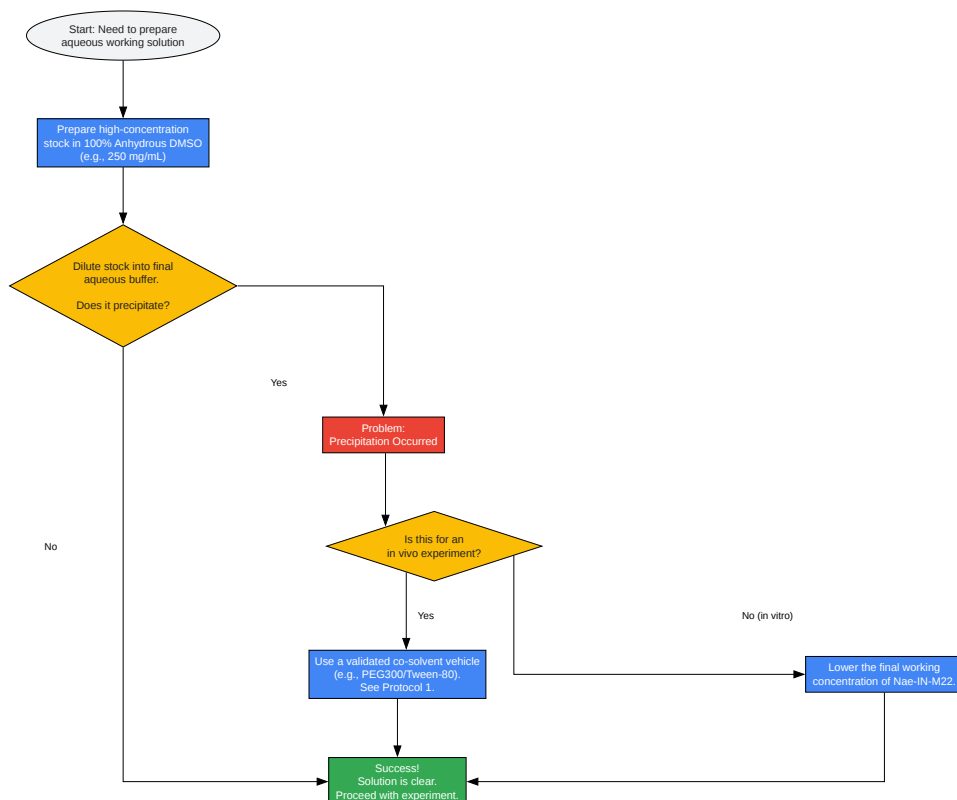 Start: Need to prepare
aqueous working solution
Prepare high-concentration
stock in 100% Anhydrous DMSO
(e.g., 250 mg/mL)
Dilute stock into final
aqueous buffer.
Does it precipitate?
Yes
Problem:
Precipitation Occurred
No
Is this for an
in vivo experiment?
Yes
No (in vitro)
Use a validated co-solvent vehicle
(e.g., PEG300/Tween-80).
See Protocol 1.
Lower the final working
concentration of Nae-IN-M22.
Success!
Solution is clear.
Proceed with experiment.